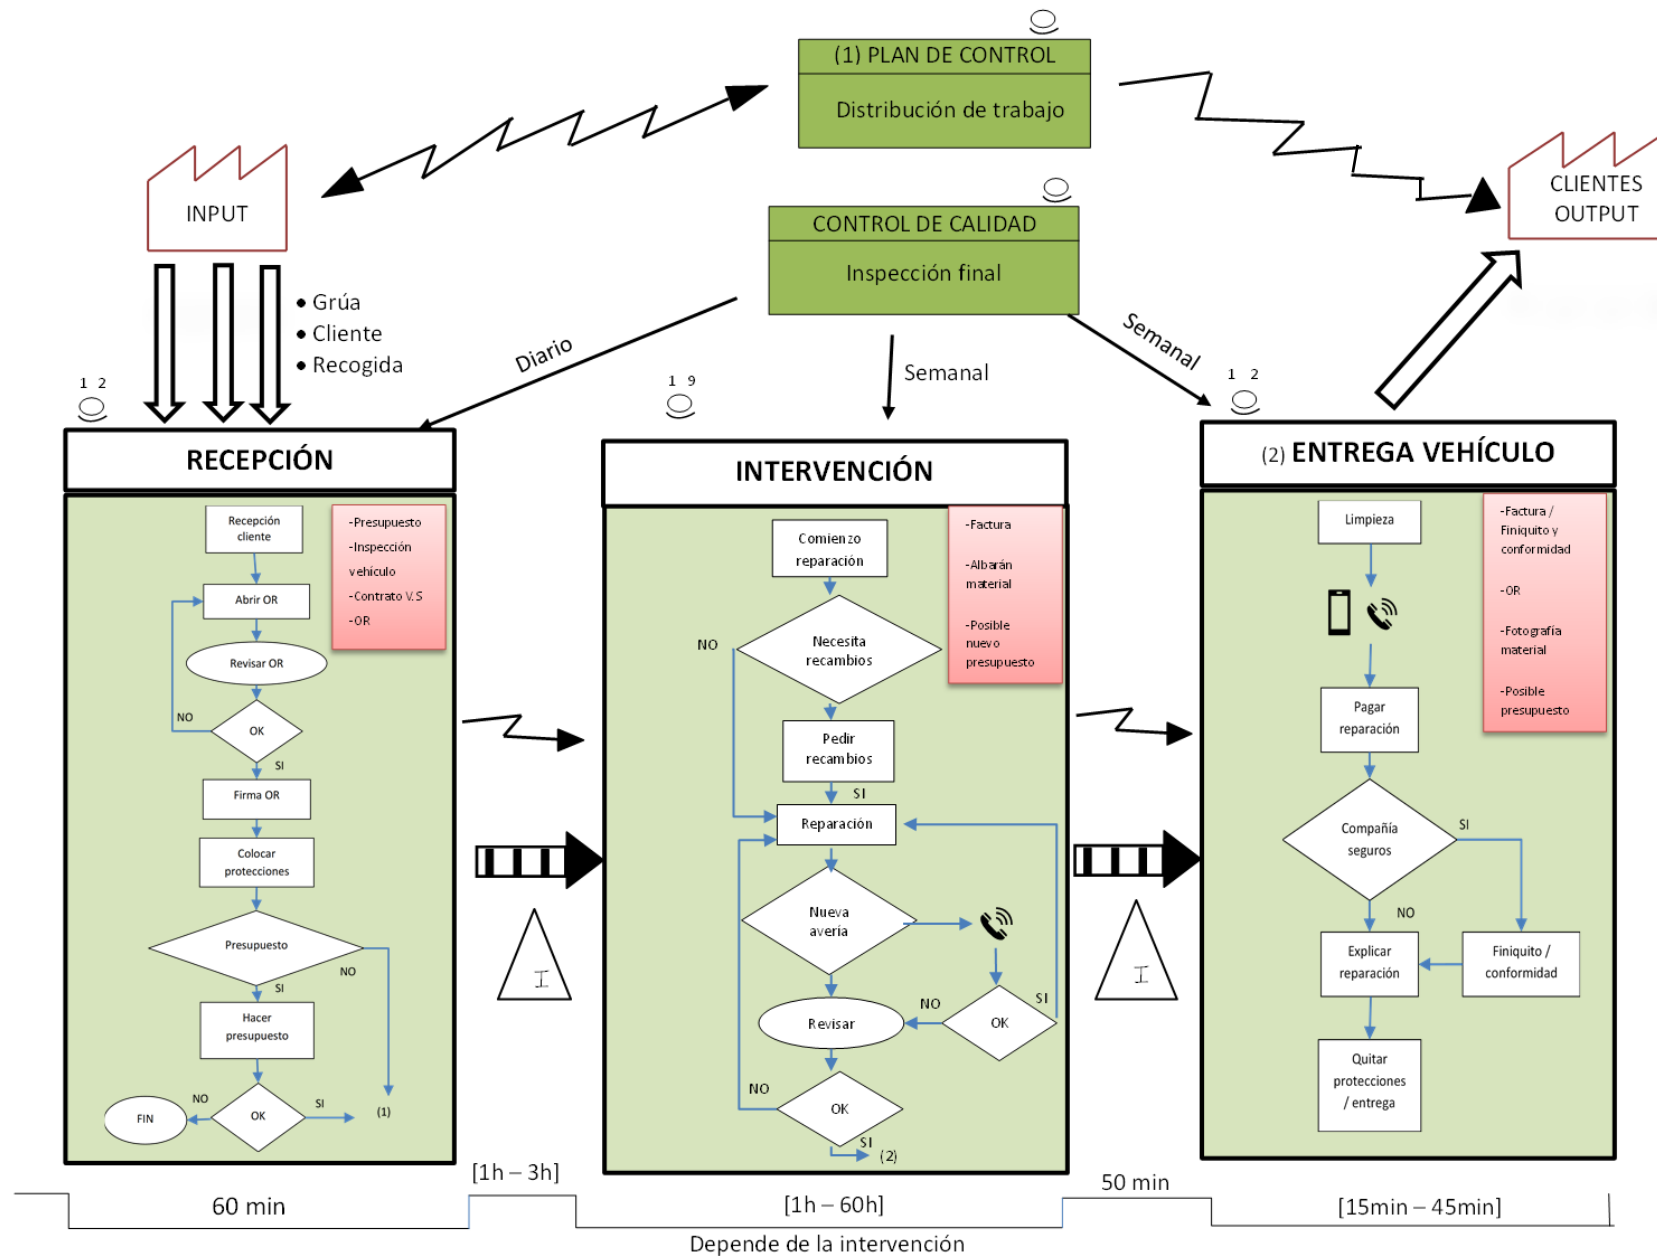 (1) PLAN DE CONTROL
Distribución de trabajo
INPUT
CLIENTES
OUTPUT
CONTROL DE CALIDAD
Inspección final
• Grúa
• Cliente
• Recogida
Diario
Semanal
Semanal
1 2
1 9
1 2
RECEPCIÓN
Recepción
cliente
Abrir OR
Revisar OR
NO
OK
SI
Firma OR
Colocar
protecciones
Presupuesto
NO
SI
Hacer
presupuesto
NO
OK
SI
(1)
FIN
-Presupuesto
-Inspección
vehículo
-Contrato V.S
-OR
I
INTERVENCIÓN
Comienzo
reparación
NO
Necesita
recambios
Pedir
recambios
SI
Reparación
Nueva
avería
Revisar
NO
OK
SI
NO
OK
SI
(2)
-Factura
-Albarán
material
-Posible
nuevo
presupuesto
I
(2) ENTREGA VEHÍCULO
Limpieza
Pagar
reparación
Compañía
seguros
SI
NO
Explicar
reparación
Finiquito /
conformidad
Quitar
protecciones
/ entrega
-Factura /
Finiquito y
conformidad
-OR
-Fotografía
material
-Posible
presupuesto
60 min
[1h – 3h]
[1h – 60h]
50 min
[15min – 45min]
Depende de la intervención